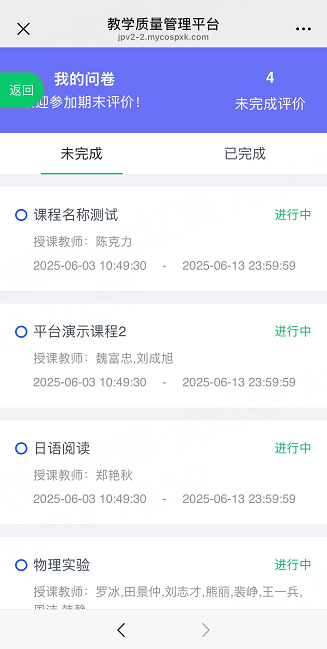 教学质量管理平台
jpv2-2.mycospxk.com
我的问卷
4
返回
迎参加期末评价！
未完成评价
未完成
已完成
课程名称测试
进行中
授课教师：陈克力
2025-06-03 10:49:30 - 2025-06-13 23:59:59
平台演示课程2
进行中
授课教师：魏富忠,刘成旭
2025-06-03 10:49:30 - 2025-06-13 23:59:59
日语阅读
进行中
授课教师：郑艳秋
2025-06-03 10:49:30 - 2025-06-13 23:59:59
物理实验
进行中
授课教师：罗冰,田景仲,刘志才,熊丽,裴峥,王一兵,